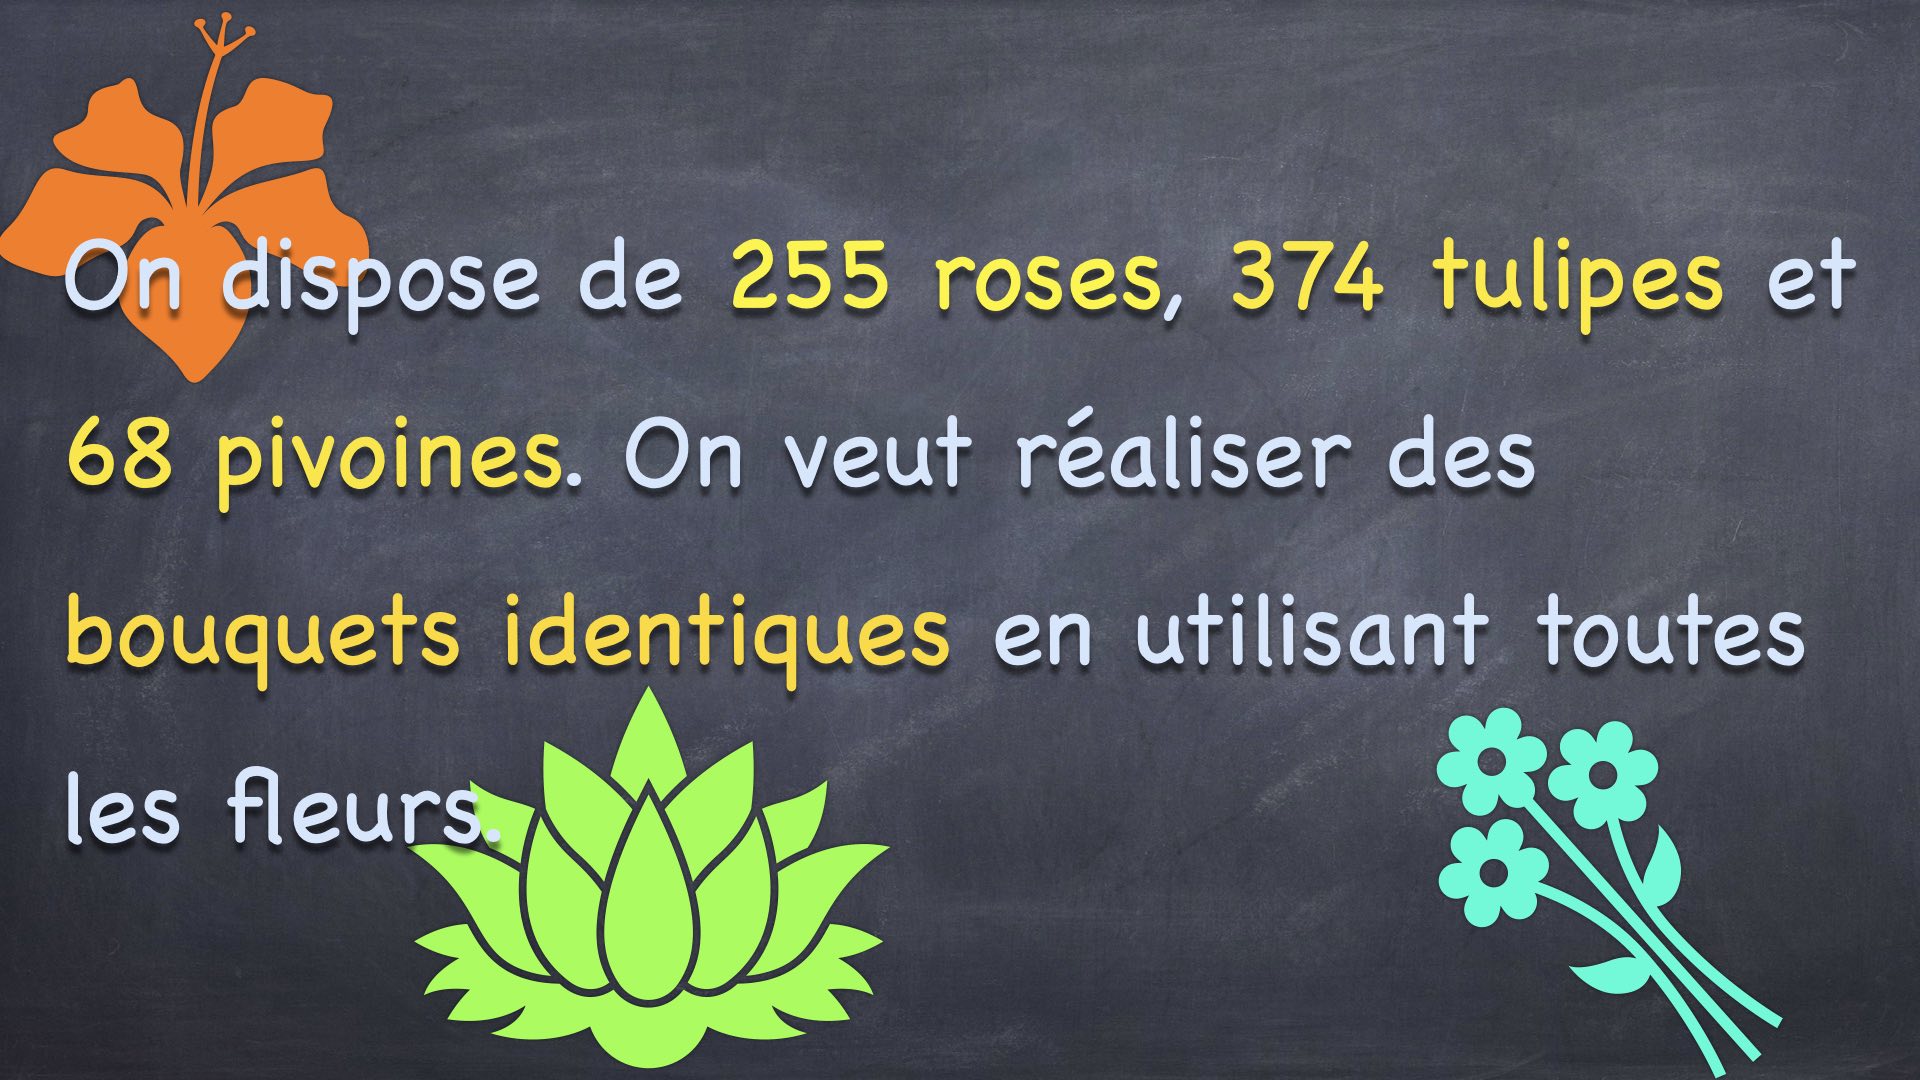 On dispose de 255 roses, 374 tulipes et
68 pivoines. On veut réaliser des
bouquets identiques en utilisant toutes
les fleurs.